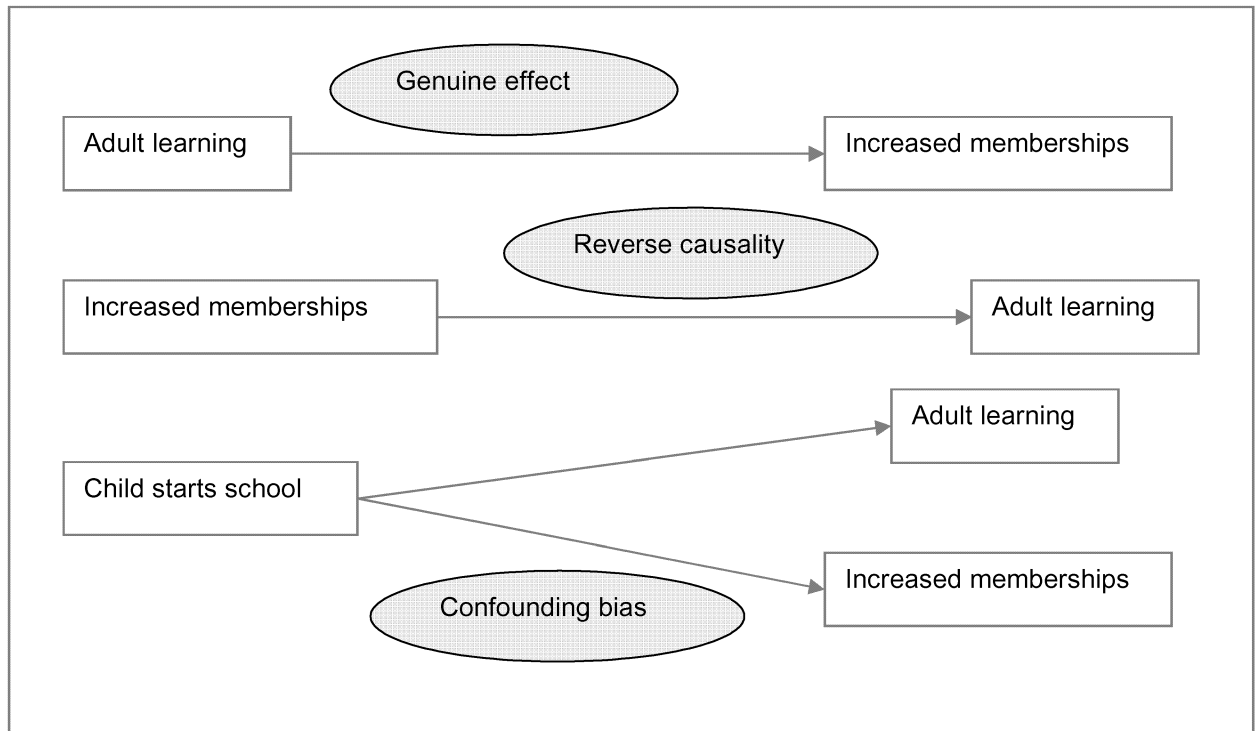 Genuine effect
Adult learning
Increased memberships
Reverse causality
Increased memberships
Adult learning
Adult learning
Child starts school
Increased memberships
Confounding bias